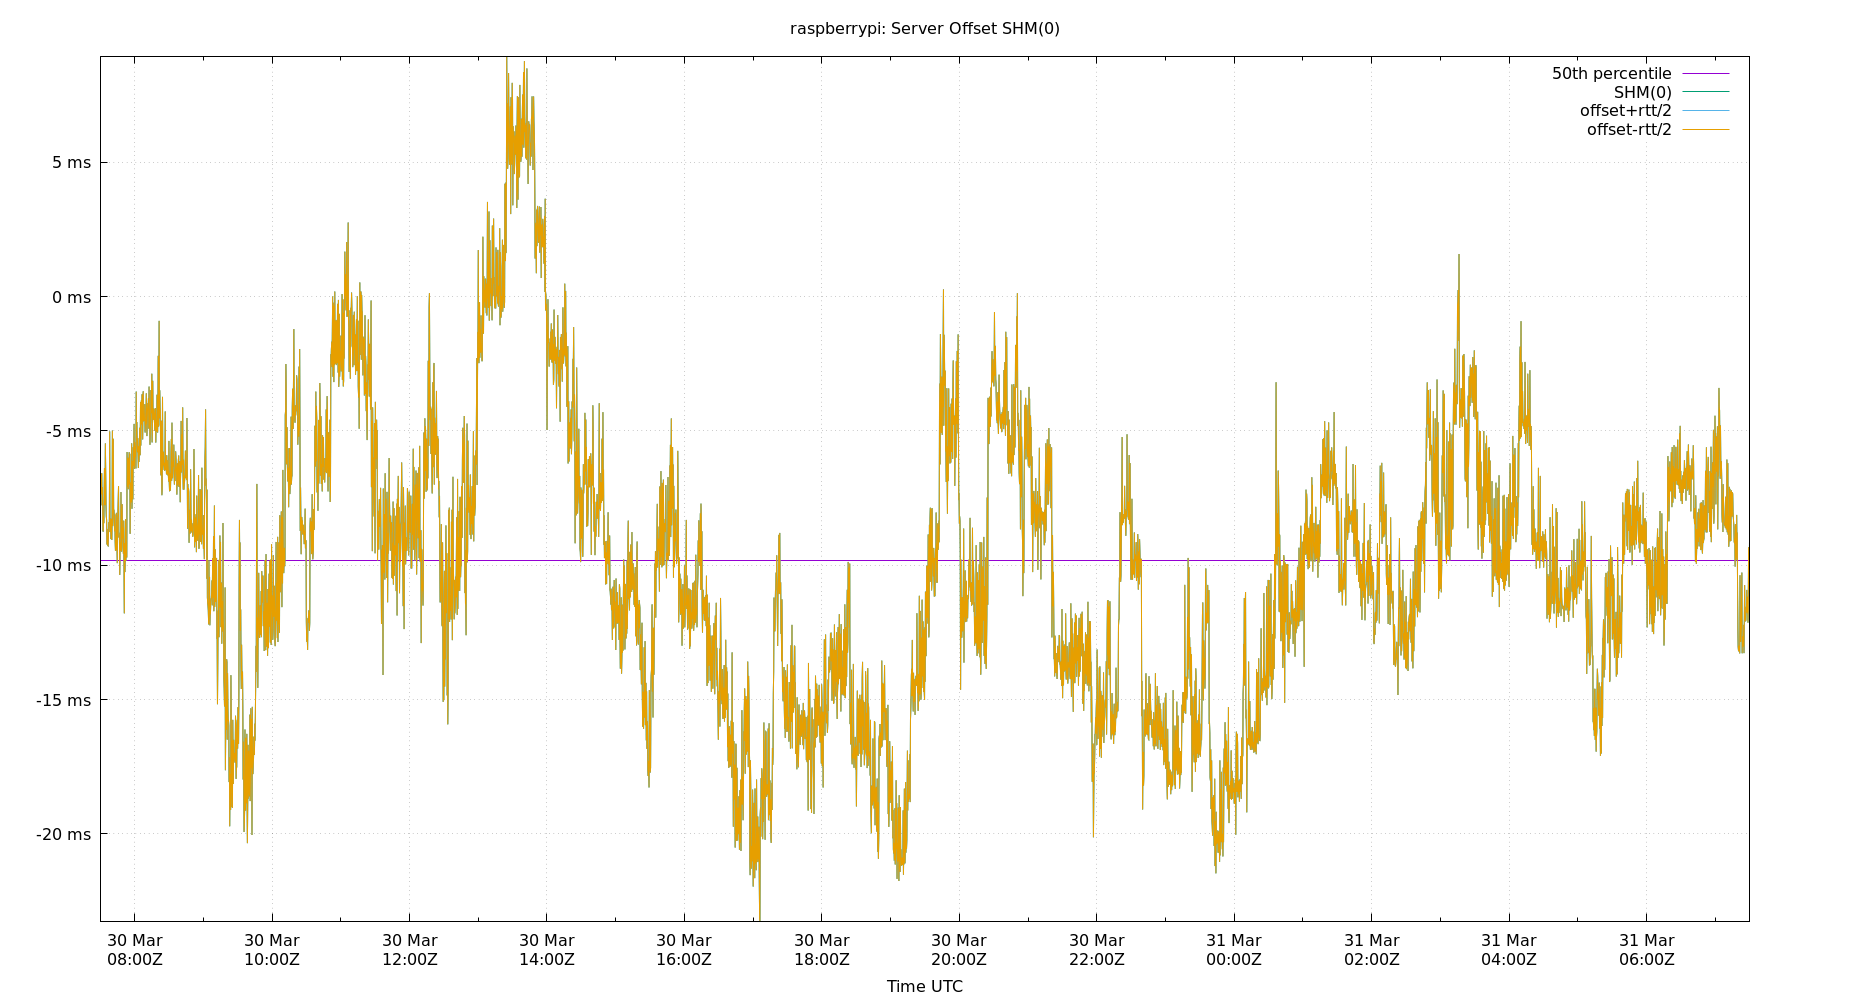 raspberrypi: Server Offset SHM(0)
50th percentile
SHM(0)
offset+rtt/2
offset-rtt/2
5 ms
0 ms
-5 ms
-10 ms
-15 ms
-20 ms
30 Mar 30 Mar 30 Mar 30 Mar 30 Mar 30 Mar 30 Mar 30 Mar 31 Mar 31 Mar 31 Mar 31 Mar
08:00Z 10:00Z 12:00Z 14:00Z 16:00Z 18:00Z 20:00Z 22:00Z 00:00Z 02:00Z 04:00Z 06:00Z
Time UTC